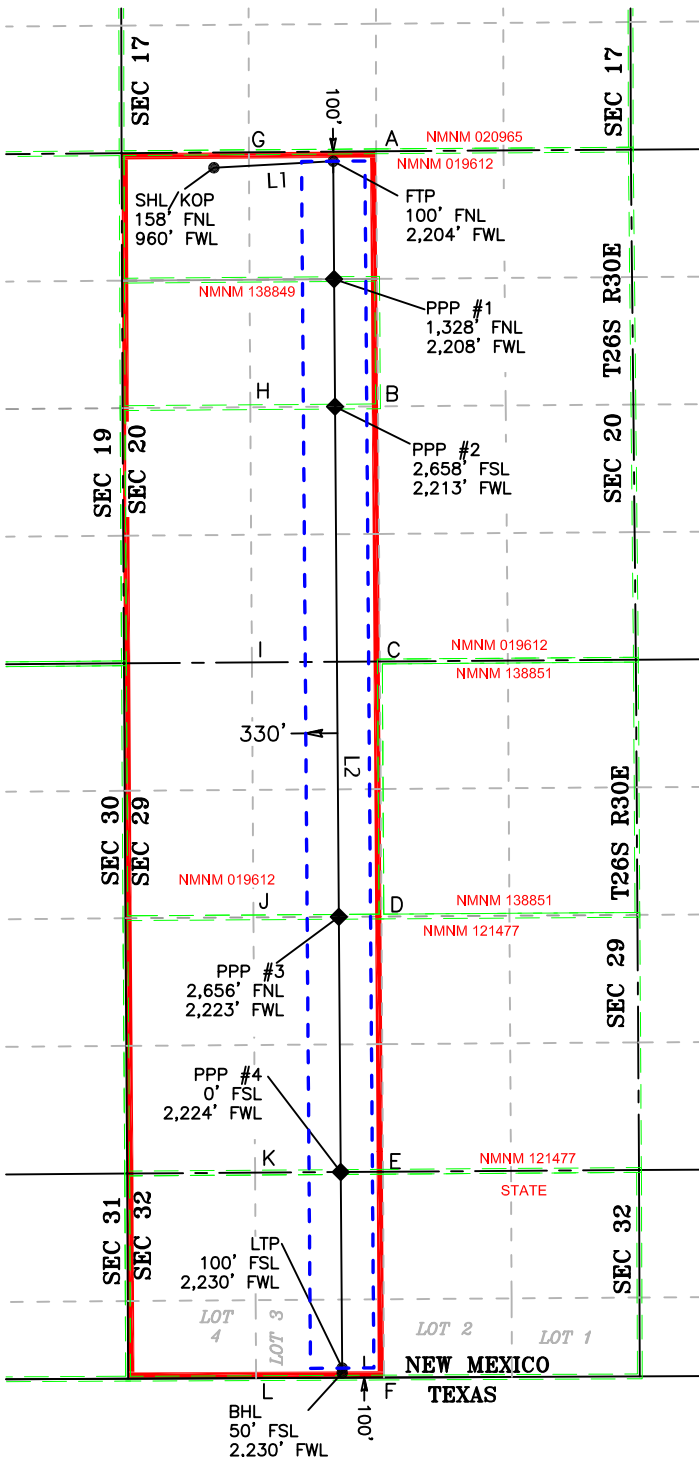 SEC 17
SEC 17
100'
G
A
NMNM 020965
NMNM 019612
L1
SHL/KOP
158' FNL
960' FWL
FTP
100' FNL
2,204' FWL
T26S R30E
NMNM 138849
PPP #1
1,328' FNL
2,208' FWL
H
B
SEC 19
SEC 20
PPP #2
2,658' FSL
2,213' FWL
SEC 20
I
C
NMNM 019612
NMNM 138851
330'
L2
SEC 30
SEC 29
T26S R30E
NMNM 019612
J
D
NMNM 138851
NMNM 121477
PPP #3
2,656' FNL
2,223' FWL
SEC 29
PPP #4
0' FSL
2,224' FWL
K
E
NMNM 121477
STATE
SEC 31
SEC 32
SEC 32
LTP
100' FSL
2,230' FWL
LOT
4
LOT 3
LOT 2
LOT 1
NEW MEXICO
TEXAS
L
F
100'
BHL
50' FSL
2,230' FWL